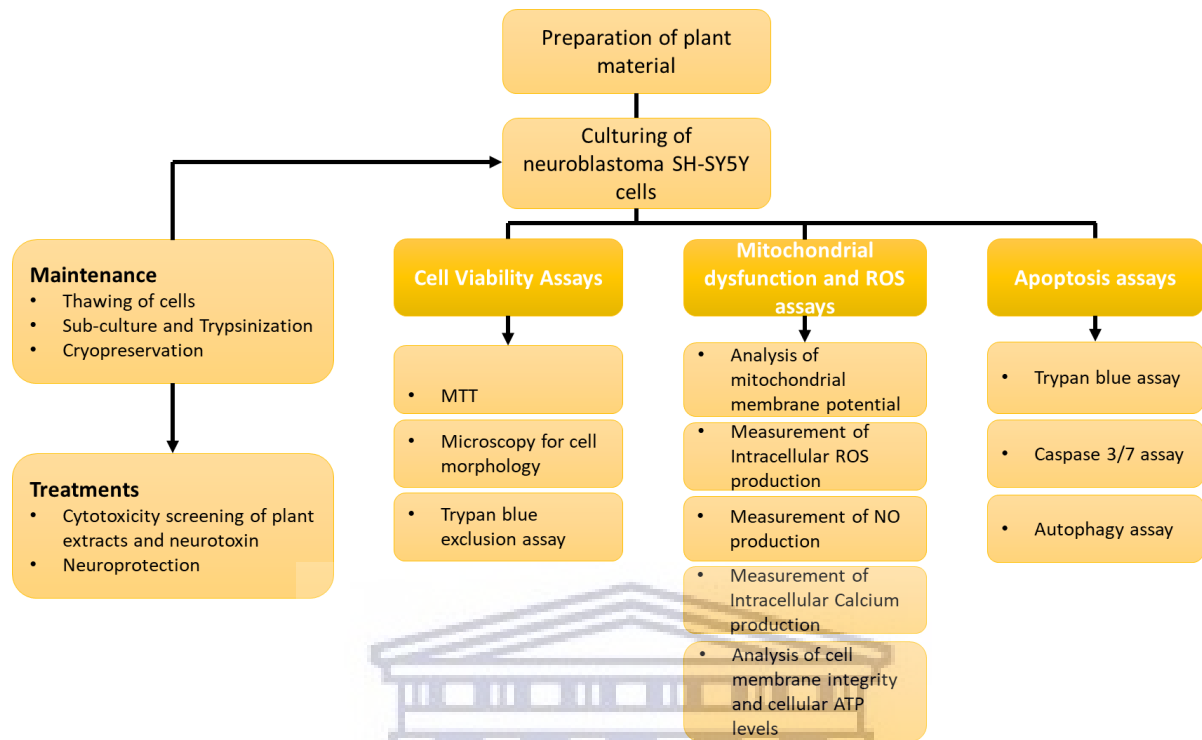 Preparation of plant
material
Culturing of
neuroblastoma SH-SY5Y
cells
Maintenance
• Thawing of cells
• Sub-culture and Trypsinization
• Cryopreservation
Treatments
• Cytotoxicity screening of plant
extracts and neurotoxin
• Neuroprotection
Cell Viability Assays
• MTT
• Microscopy for cell
morphology
• Trypan blue
exclusion assay
Mitochondrial
dysfunction and ROS
assays
• Analysis of
mitochondrial
membrane potential
• Measurement of
Intracellular ROS
production
• Measurement of NO
production
• Measurement of
Intracellular Calcium
production
• Analysis of cell
membrane integrity
and cellular ATP
levels
Apoptosis assays
• Trypan blue assay
• Caspase 3/7 assay
• Autophagy assay